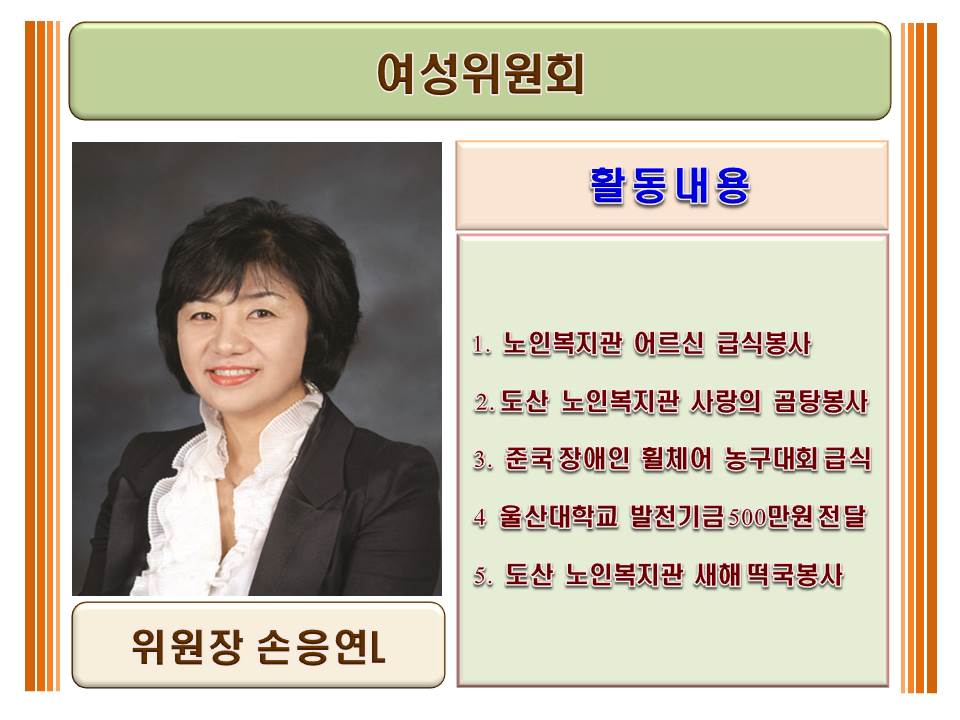 여성위원회
활동내용
1. 노인복지관 어르신 급식봉사
2. 도산 노인복지관 사랑의 곰탕봉사
3. 준국장애인 휠체어 농구대회급식
4 울산대학교 발전기금500만원전달
5. 도산 노인복지관 새해떡국봉사
위원장 손응연L